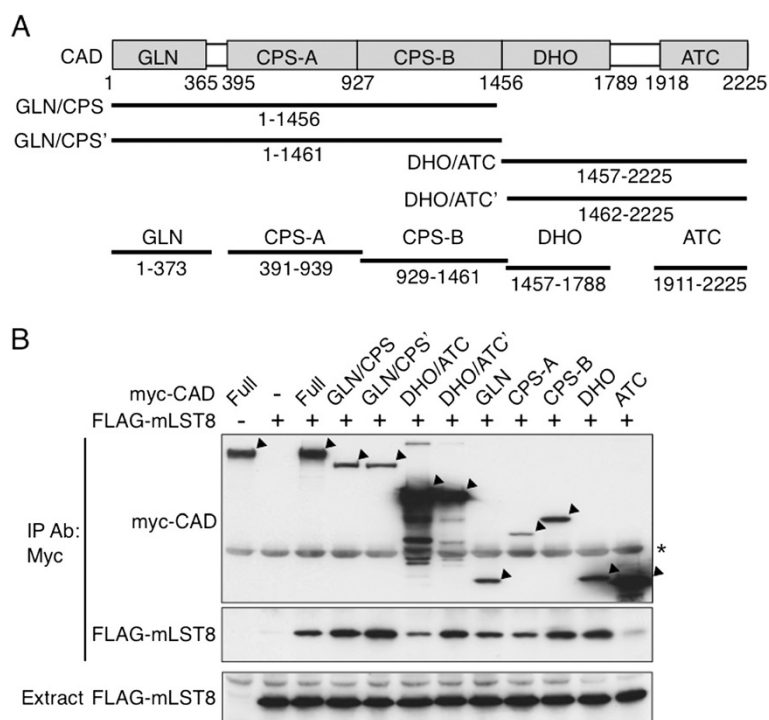 A
CAD GLN CPS-A CPS-B DHO ATC
1 365 395 927 1456 1789 1918 2225
GLN/CPS
1-1456
GLN/CPS’
1-1461
DHO/ATC
1457-2225
DHO/ATC’
1462-2225
GLN CPS-A CPS-B DHO ATC
1-373 391-939 929-1461 1457-1788 1911-2225
B
myc-CAD Full - Full GLN/CPS GLN/CPS’ DHO/ATC DHO/ATC’ GLN CPS-A CPS-B DHO ATC
FLAG-mLST8 - + + + + + + + + + + +
IP Ab:
Myc
myc-CAD
*
FLAG-mLST8
Extract FLAG-mLST8